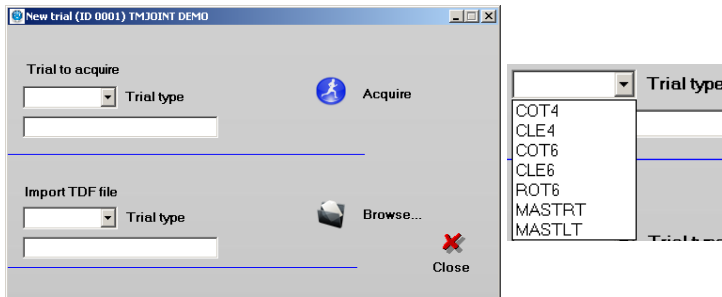 New trial (ID 0001) TMJOINT DEMO
Trial to acquire
Trial type
Acquire
Import TDF file
Trial type
Browse...
Close
Trial type
COT4
CLE4
COT6
CLE6
ROT6
MASTRT
MASTLT